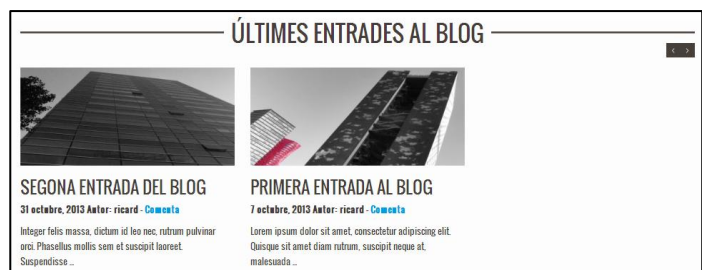 ÚLTIMES ENTRADES AL BLOG
‹ ›
SEGONA ENTRADA DEL BLOG
31 octubre, 2013 Autor: ricard - Comenta
Integer felis massa, dictum id leo nec, rutrum pulvinar
orci. Phasellus mollis sem et suscipit laoreet.
Suspendisse ...
PRIMERA ENTRADA AL BLOG
7 octubre, 2013 Autor: ricard - Comenta
Lorem ipsum dolor sit amet, consectetur adipiscing elit.
Quisque sit amet diam rutrum, suscipit neque at,
malesuada ...